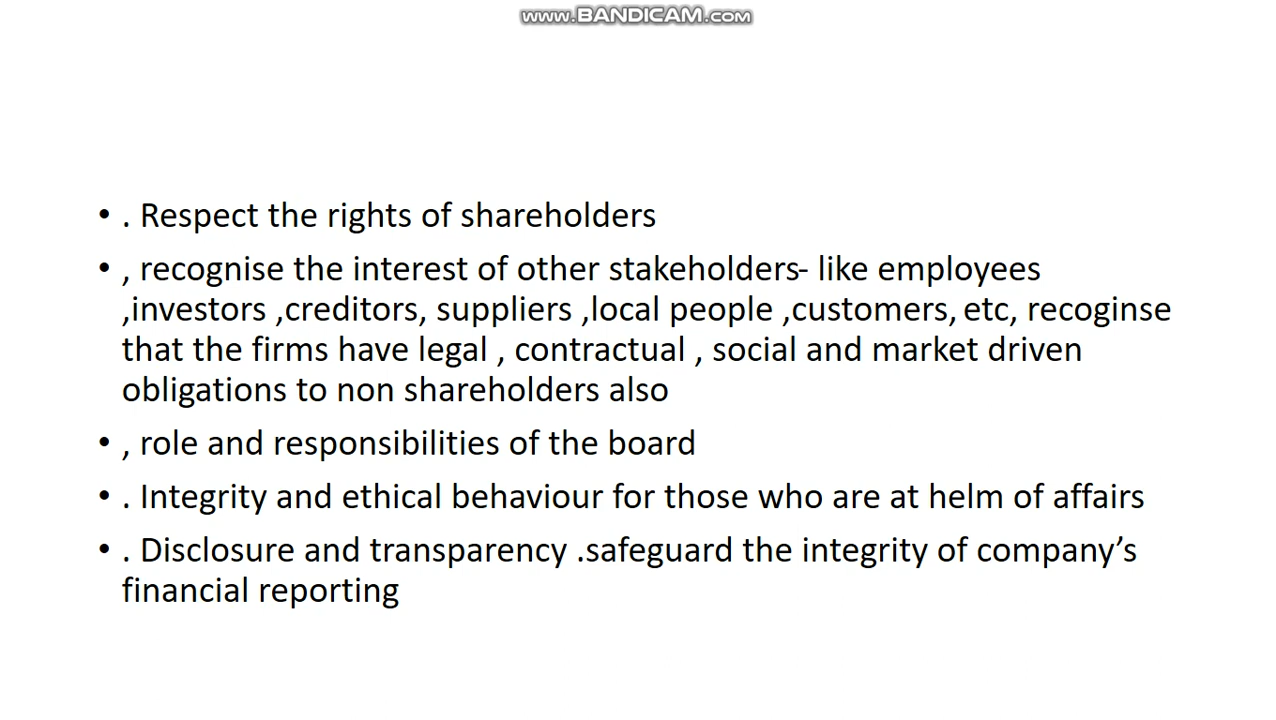 www.BANDICAM.com
• . Respect the rights of shareholders
• , recognise the interest of other stakeholders- like employees
,investors ,creditors, suppliers ,local people ,customers, etc, recoginse
that the firms have legal , contractual , social and market driven
obligations to non shareholders also
• , role and responsibilities of the board
• . Integrity and ethical behaviour for those who are at helm of affairs
• . Disclosure and transparency .safeguard the integrity of company’s
financial reporting